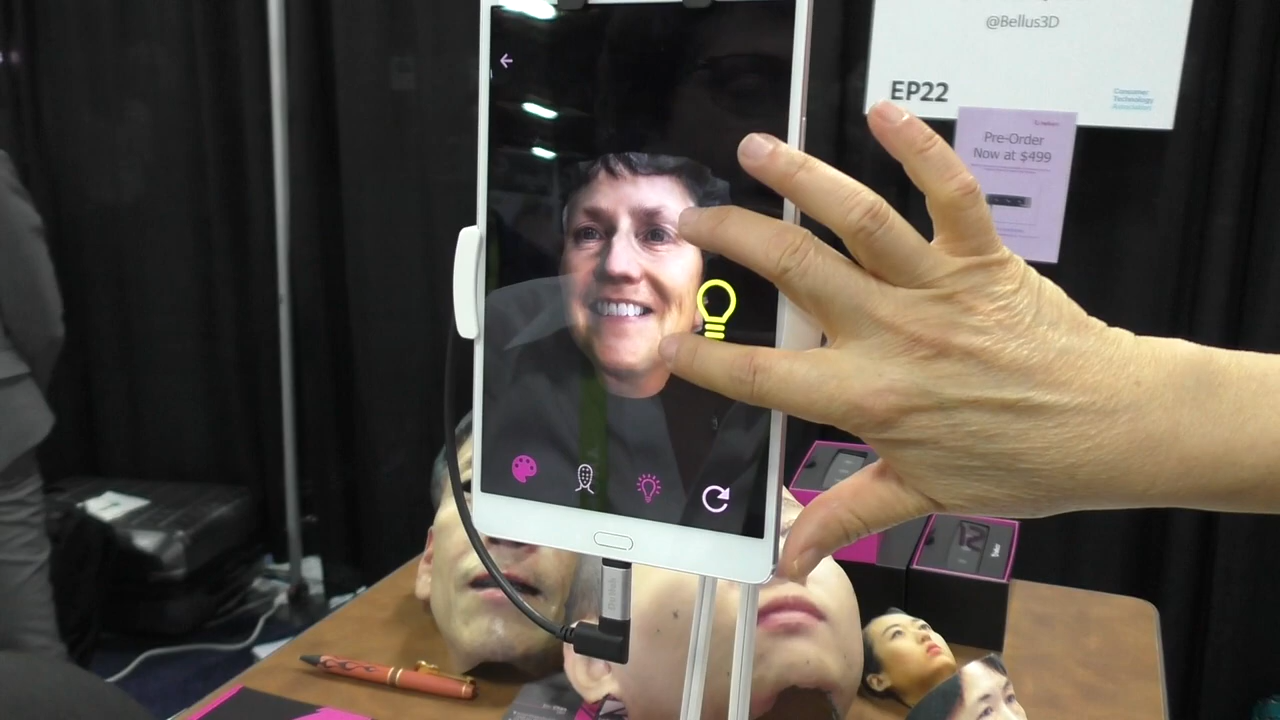 @Bellus3D
EP22
Consumer
Technology
Association
Pre-Order
Now at $499